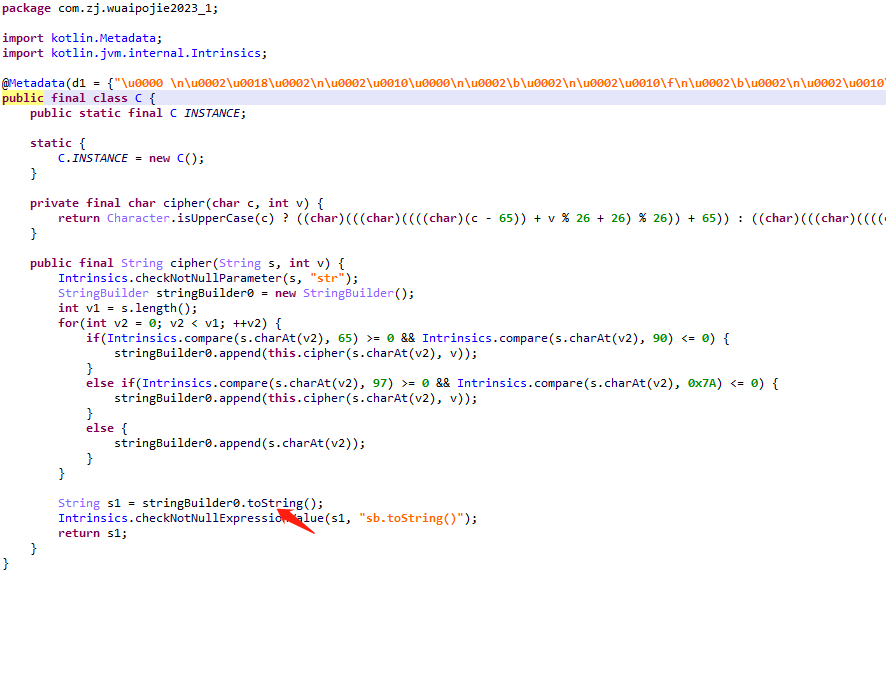 package com.zj.wuaipojie2023_1;
import kotlin.Metadata;
import kotlin.jvm.internal.Intrinsics;
@Metadata(d1 = {"\u0000 \n\u0002\u0018\u0002\n\u0002\u0010\u0000\n\u0002\b\u0002\n\u0002\u0010\f\n\u0002\b\u0002\n\u0002\u0010\
public final class C {
public static final C INSTANCE;
static {
C.INSTANCE = new C();
}
private final char cipher(char c, int v) {
return Character.isUpperCase(c) ? ((char)(((char)((((char)(c - 65)) + v % 26 + 26) % 26)) + 65)) : ((char)(((char)((((
}
public final String cipher(String s, int v) {
Intrinsics.checkNotNullParameter(s, "str");
StringBuilder stringBuilder0 = new StringBuilder();
int v1 = s.length();
for(int v2 = 0; v2 < v1; ++v2) {
if(Intrinsics.compare(s.charAt(v2), 65) >= 0 && Intrinsics.compare(s.charAt(v2), 90) <= 0) {
stringBuilder0.append(this.cipher(s.charAt(v2), v));
}
else if(Intrinsics.compare(s.charAt(v2), 97) >= 0 && Intrinsics.compare(s.charAt(v2), 0x7A) <= 0) {
stringBuilder0.append(this.cipher(s.charAt(v2), v));
}
else {
stringBuilder0.append(s.charAt(v2));
}
}
String s1 = stringBuilder0.toString();
Intrinsics.checkNotNullExpressionValue(s1, "sb.toString()");
return s1;
}
}